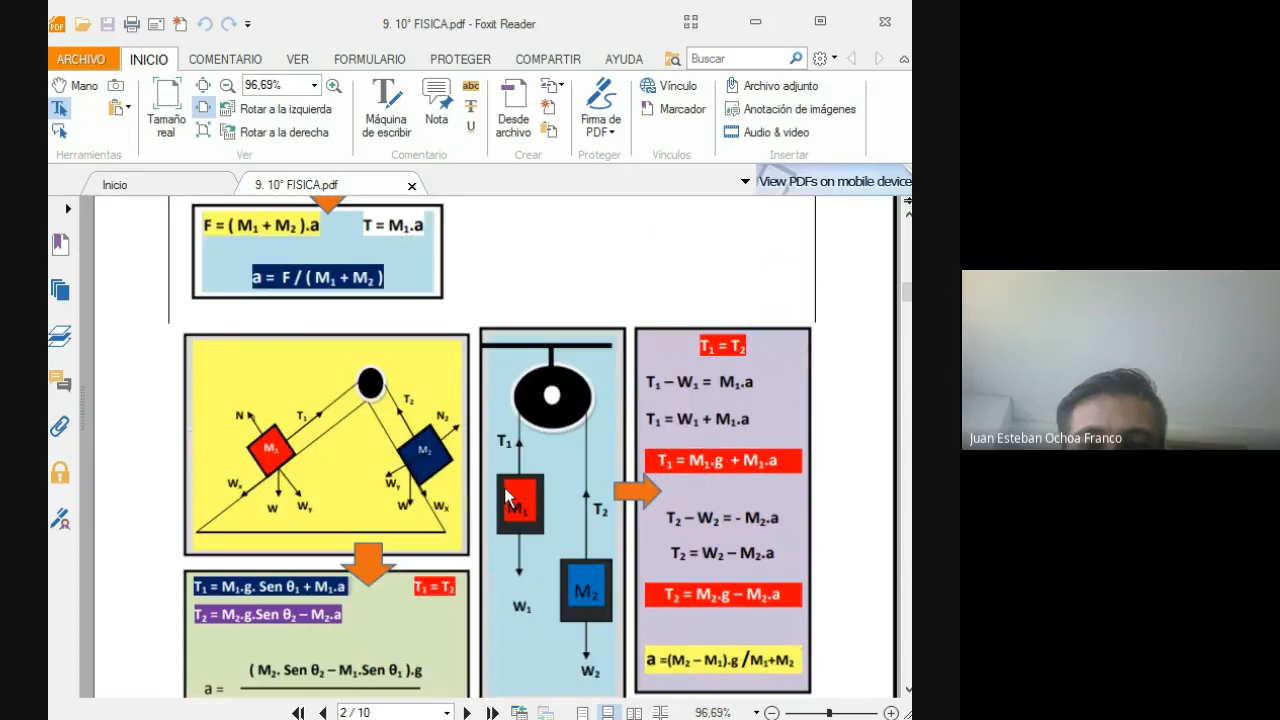 9. 10° FISICA.pdf - Foxit Reader
ARCHIVO INICIO COMENTARIO VER FORMULARIO PROTEGER COMPARTIR AYUDA Buscar
Mano
96,69%
Tamaño real
Rotar a la izquierda
Rotar a la derecha
Máquina de escribir
Nota
abc
T
U
Desde archivo
Firma de PDF
Vínculo
Marcador
Archivo adjunto
Anotación de imágenes
Audio & video
Herramientas Ver Comentario Crear Proteger Vínculos Insertar
Inicio 9. 10° FISICA.pdf View PDFs on mobile device
F = ( M₁ + M₂ ).a T = M₁.a
a = F / ( M₁ + M₂ )
N T₁ T₂ N₂
M₁ M₂
Wₓ W Wᵧ Wᵧ W Wₓ
T₁ = M₁.g. Sen θ₁ + M₁.a T₁ = T₂
T₂ = M₂.g.Sen θ₂ – M₂.a
( M₂. Sen θ₂ – M₁.Sen θ₁ ).g
a =
T₁
M₁
T₂
M₂
W₁
W₂
T₁ = T₂
T₁ – W₁ = M₁.a
T₁ = W₁ + M₁.a
T₁ = M₁.g + M₁.a
T₂ – W₂ = - M₂.a
T₂ = W₂ – M₂.a
T₂ = M₂.g – M₂.a
a =(M₂ – M₁).g /M₁+M₂
2 / 10 96,69%
Juan Esteban Ochoa Franco